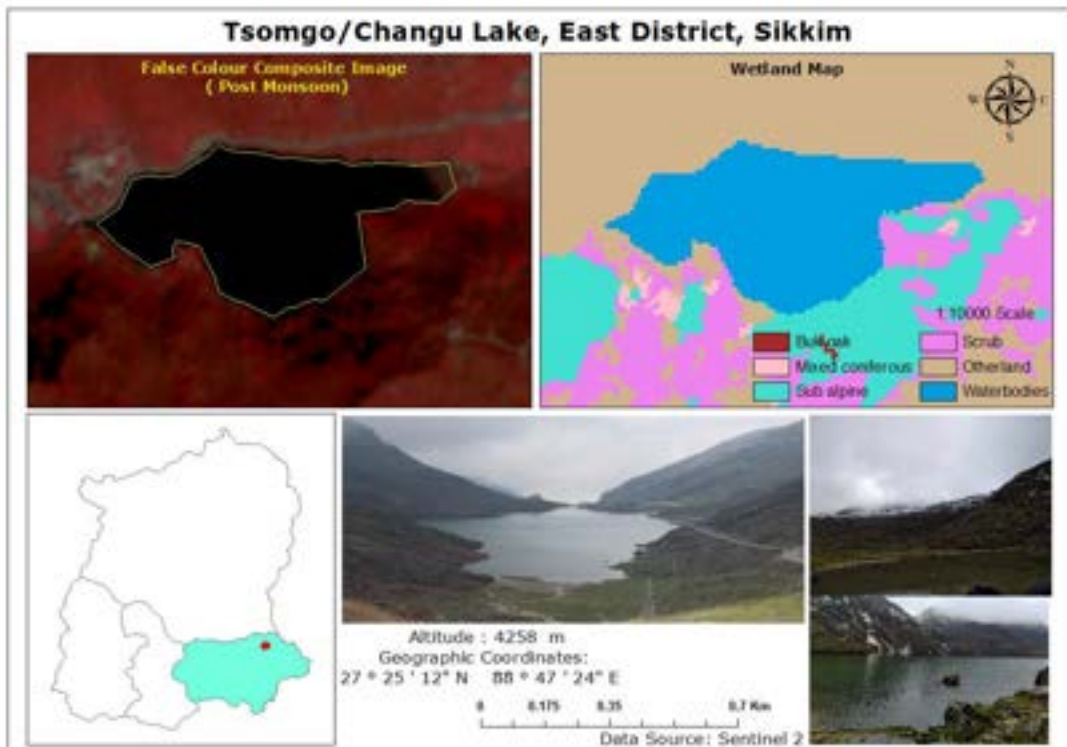 Tsomgo/Changu Lake, East District, Sikkim
False Colour Composite Image
( Post Monsoon)
Wetland Map
N
W E
S
1:10000 Scale
Scrub
Mixed coniferous
Otherland
Sub alpine
Waterbodies
Altitude : 4258 m
Geographic Coordinates:
27 ° 25 ' 12" N 88 ° 47 ' 24" E
0 0.175 0.35 0.7 Km
Data Source: Sentinel 2